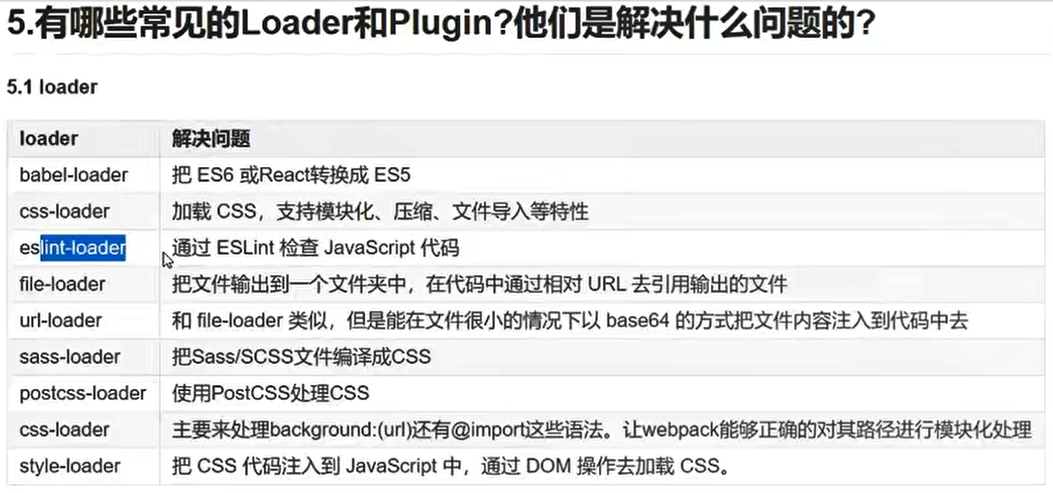 5.有哪些常见的Loader和Plugin?他们是解决什么问题的?
5.1 loader
loader 解决问题
babel-loader 把 ES6 或React转换成 ES5
css-loader 加载 CSS，支持模块化、压缩、文件导入等特性
eslint-loader 通过 ESLint 检查 JavaScript 代码
file-loader 把文件输出到一个文件夹中，在代码中通过相对 URL 去引用输出的文件
url-loader 和 file-loader 类似，但是能在文件很小的情况下以 base64 的方式把文件内容注入到代码中去
sass-loader 把Sass/SCSS文件编译成CSS
postcss-loader 使用PostCSS处理CSS
css-loader 主要来处理background:(url)还有@import这些语法。让webpack能够正确的对其路径进行模块化处理
style-loader 把 CSS 代码注入到 JavaScript 中，通过 DOM 操作去加载 CSS。